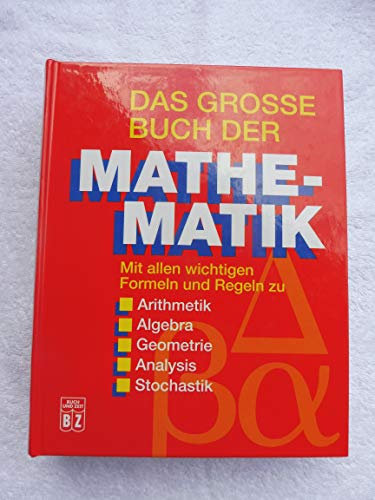 DAS GROSSE
BUCH DER
MATHE-
MATIK
Mit allen wichtigen
Formeln und Regeln zu
Arithmetik
Algebra
Geometrie
Analysis
Stochastik
Δ
βα
BUCH
UND ZEIT
BZ